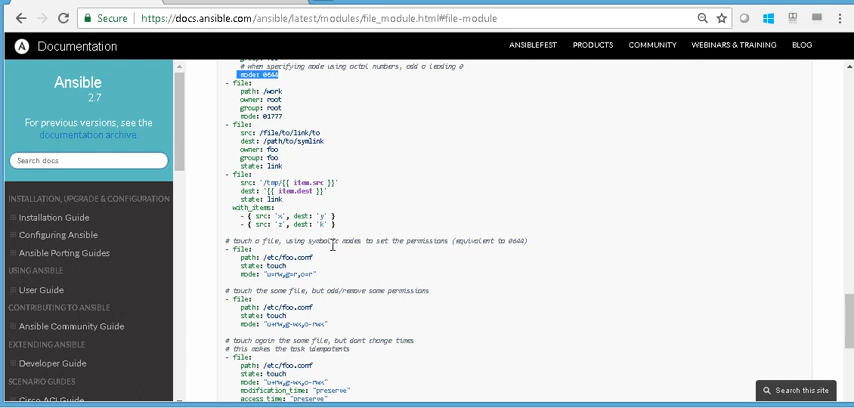 Secure
https://docs.ansible.com/ansible/latest/modules/file_module.html#file-module
A Documentation
ANSIBLEFEST PRODUCTS COMMUNITY WEBINARS & TRAINING BLOG
Ansible
2.7
For previous versions, see the
documentation archive.
Search docs
INSTALLATION, UPGRADE & CONFIGURATION
Installation Guide
Configuring Ansible
Ansible Porting Guides
USING ANSIBLE
User Guide
CONTRIBUTING TO ANSIBLE
Ansible Community Guide
EXTENDING ANSIBLE
Developer Guide
SCENARIO GUIDES
Cisco ACI Guide
# when specifying mode using octal numbers, add a leading 0
mode: 0644
- file:
path: /work
owner: root
group: root
mode: 01777
- file:
src: /file/to/link/to
dest: /path/to/symlink
owner: foo
group: foo
state: link
- file:
src: '/tmp/{{ item.src }}'
dest: '{{ item.dest }}'
state: link
with_items:
- { src: 'x', dest: 'y' }
- { src: 'z', dest: 'k' }
# touch a file, using symbolic modes to set the permissions (equivalent to 0644)
- file:
path: /etc/foo.conf
state: touch
mode: "u=rw,g=r,o=r"
# touch the same file, but add/remove some permissions
- file:
path: /etc/foo.conf
state: touch
mode: "u+rw,g-wx,o-rwx"
# touch again the same file, but dont change times
# this makes the task idempotents
- file:
path: /etc/foo.conf
state: touch
mode: "u+rw,g-wx,o-rwx"
modification_time: "preserve"
access_time: "preserve"
Search this site